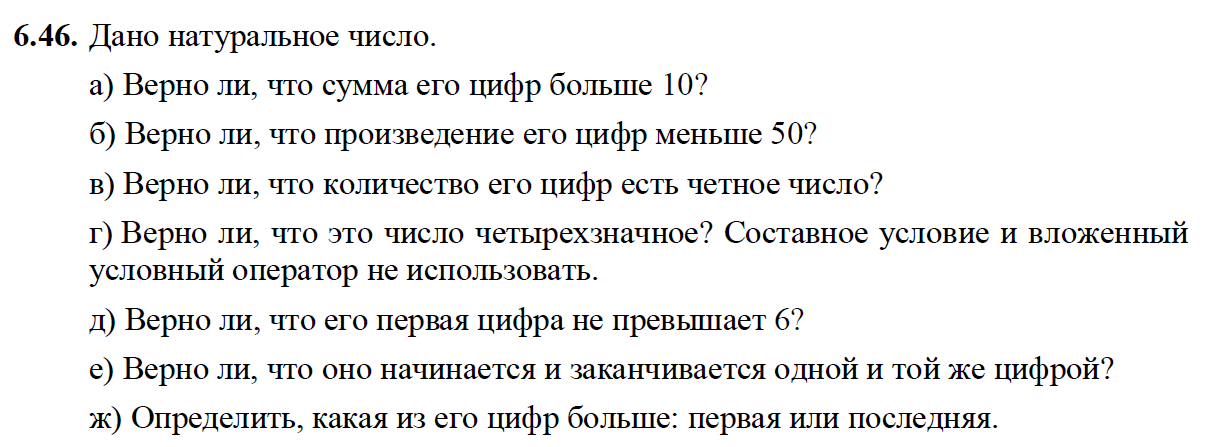 6.46. Дано натуральное число.
а) Верно ли, что сумма его цифр больше 10?
б) Верно ли, что произведение его цифр меньше 50?
в) Верно ли, что количество его цифр есть четное число?
г) Верно ли, что это число четырехзначное? Составное условие и вложенный
условный оператор не использовать.
д) Верно ли, что его первая цифра не превышает 6?
е) Верно ли, что оно начинается и заканчивается одной и той же цифрой?
ж) Определить, какая из его цифр больше: первая или последняя.